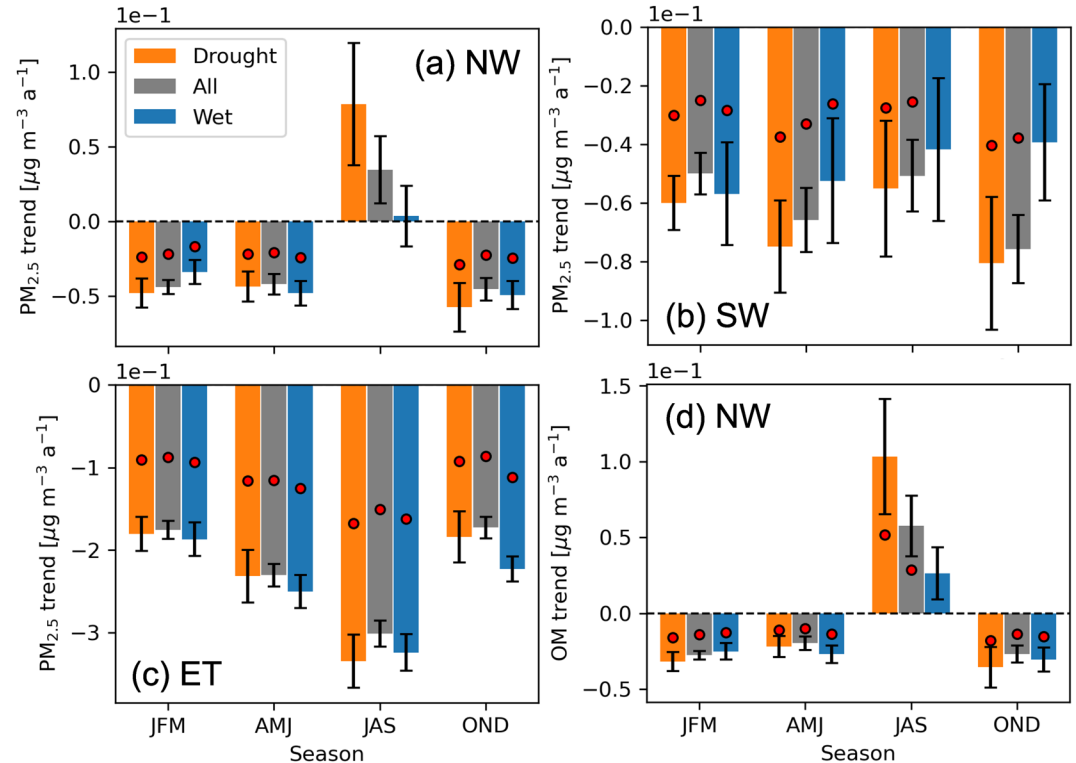 1e−1
PM2.5 trend [μg m−3 a−1]
1.0
0.5
0.0
−0.5
Drought
All
Wet
(a) NW
1e−1
PM2.5 trend [μg m−3 a−1]
0.0
−0.2
−0.4
−0.6
−0.8
−1.0
(b) SW
1e−1
PM2.5 trend [μg m−3 a−1]
0
−1
−2
−3
(c) ET
JFM AMJ JAS OND
Season
1e−1
OM trend [μg m−3 a−1]
1.5
1.0
0.5
0.0
−0.5
(d) NW
JFM AMJ JAS OND
Season